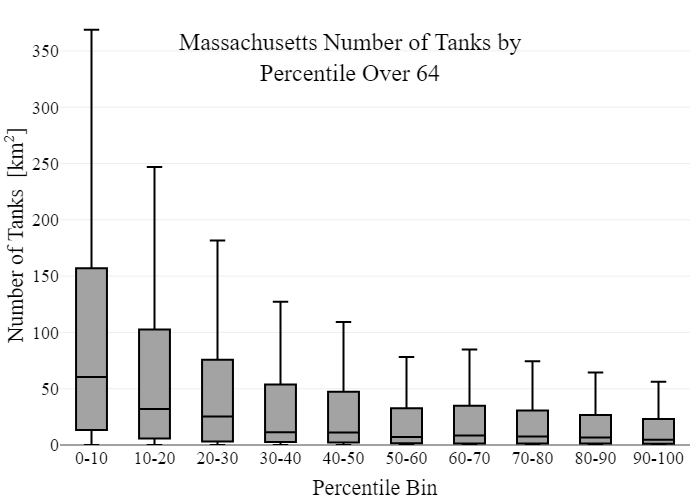 Massachusetts Number of Tanks by
Percentile Over 64
Number of Tanks [km²]
350
300
250
200
150
100
50
0
0-10 10-20 20-30 30-40 40-50 50-60 60-70 70-80 80-90 90-100
Percentile Bin